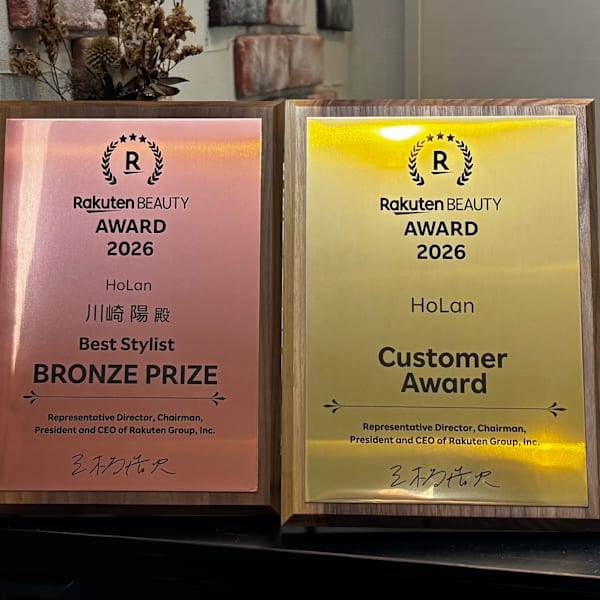 R
Rakuten BEAUTY
AWARD
2026
HoLan
川崎 陽 殿
Best Stylist
BRONZE PRIZE
Representative Director, Chairman,
President and CEO of Rakuten Group, Inc.
R
Rakuten BEAUTY
AWARD
2026
HoLan
Customer
Award
Representative Director, Chairman,
President and CEO of Rakuten Group, Inc.